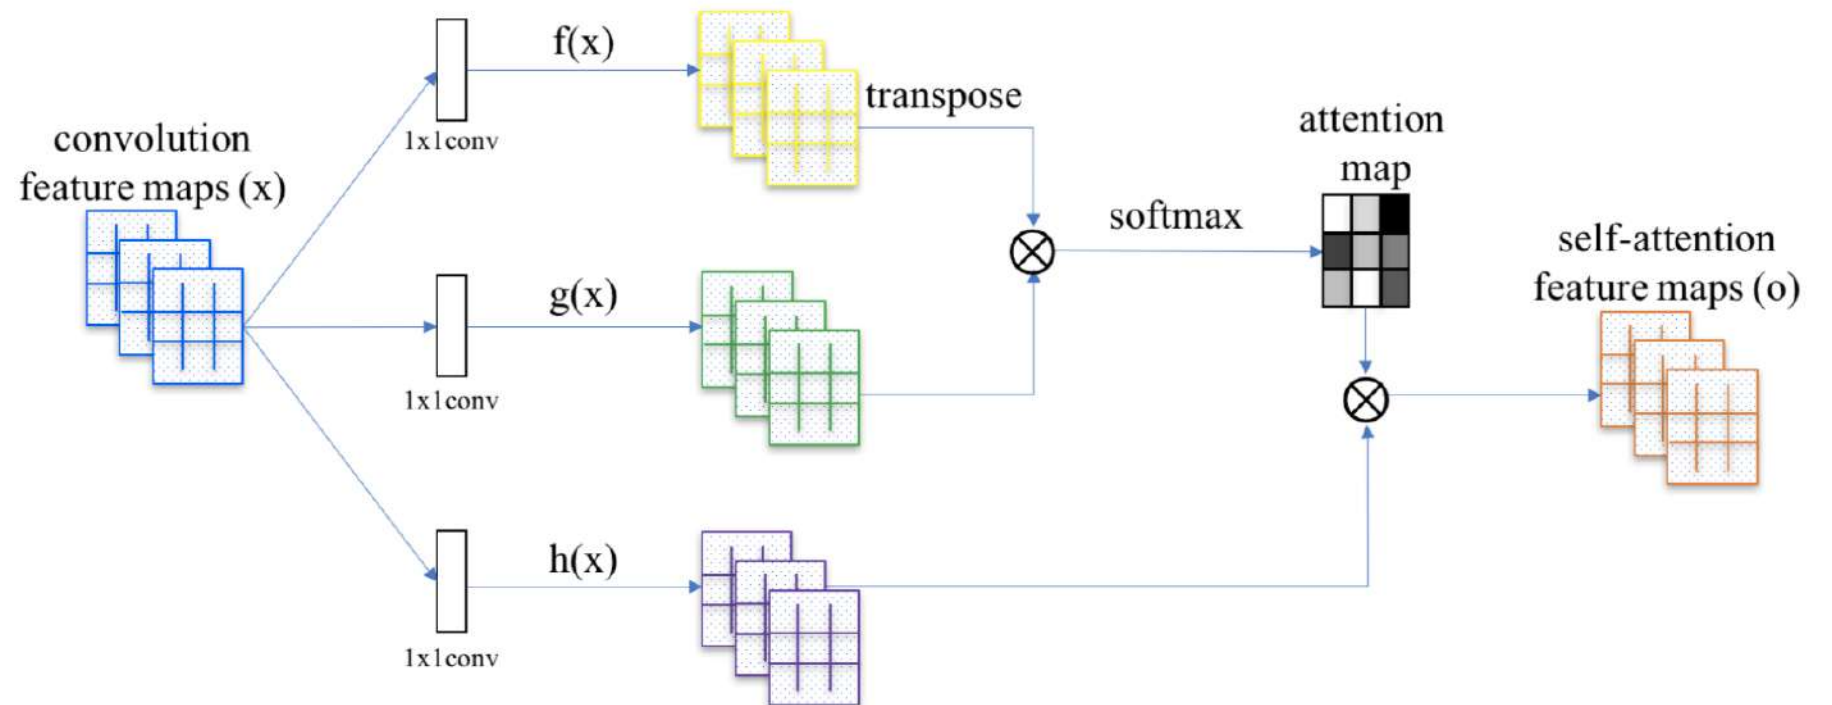 convolution
feature maps (x)
f(x)
1x1conv
transpose
g(x)
1x1conv
h(x)
1x1conv
softmax
attention
map
self-attention
feature maps (o)